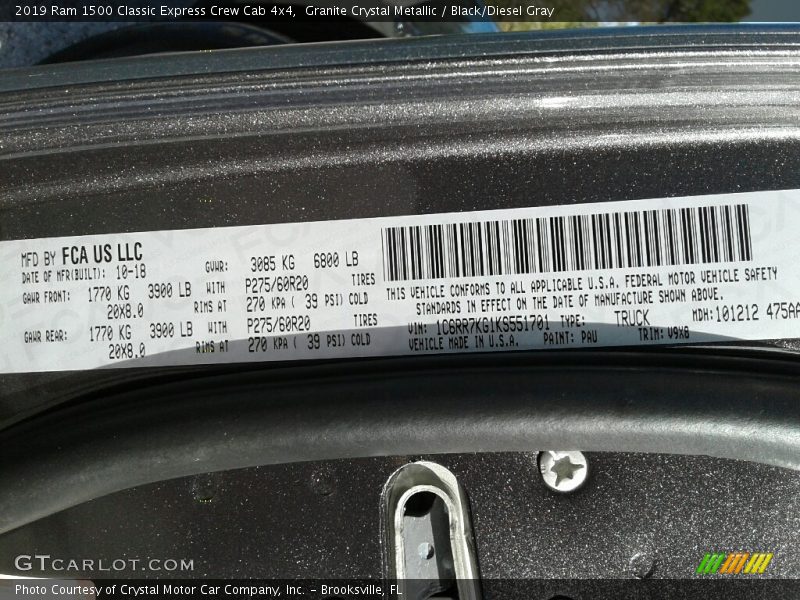 2019 Ram 1500 Classic Express Crew Cab 4x4,  Granite Crystal Metallic / Black/Diesel Gray
MFD BY FCA US LLC
DATE OF MFR(BUILT): 10-18 GVWR: 3085 KG 6800 LB
GAWR FRONT: 1770 KG 3900 LB WITH P275/60R20 TIRES
20X8.0 RIMS AT 270 KPA ( 39 PSI) COLD
GAWR REAR: 1770 KG 3900 LB WITH P275/60R20 TIRES
20X8.0 RIMS AT 270 KPA ( 39 PSI) COLD
THIS VEHICLE CONFORMS TO ALL APPLICABLE U.S.A. FEDERAL MOTOR VEHICLE SAFETY
STANDARDS IN EFFECT ON THE DATE OF MANUFACTURE SHOWN ABOVE.
VIN: 1C6RR7KG1KS551701 TYPE: TRUCK MDH:101212 475AA
VEHICLE MADE IN U.S.A. PAINT: PAU TRIM: V9X8
GTCARLOT.COM
Photo Courtesy of Crystal Motor Car Company, Inc. – Brooksville, FL